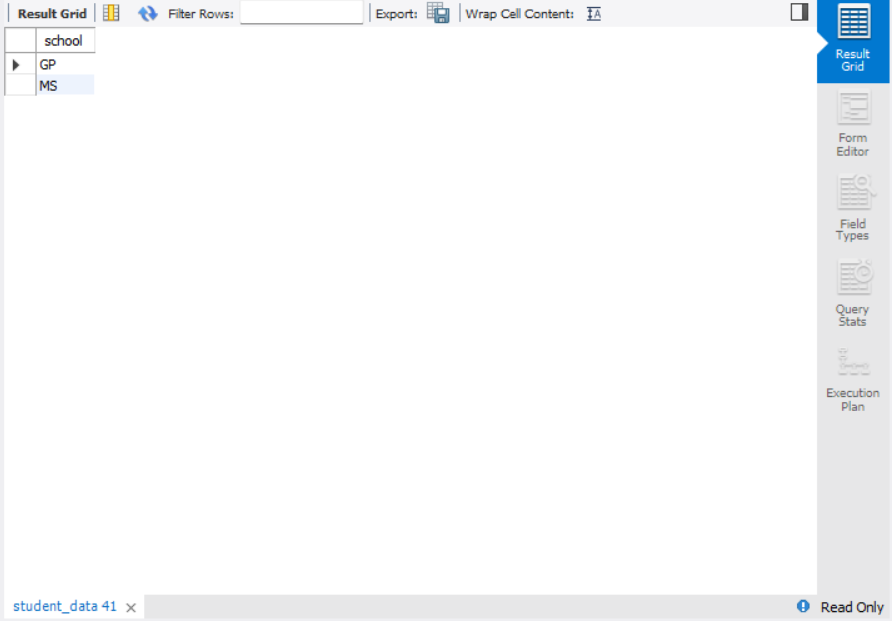 Result Grid Filter Rows: Export: Wrap Cell Content: IA
school
GP
MS
Result
Grid
Form
Editor
Field
Types
Query
Stats
Execution
Plan
student_data 41 ×
Read Only